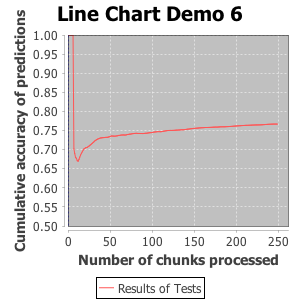 Line Chart Demo 6
Cumulative accuracy of predictions
1.00
0.95
0.90
0.85
0.80
0.75
0.70
0.65
0.60
0.55
0.50
0 50 100 150 200 250
Number of chunks processed
Results of Tests